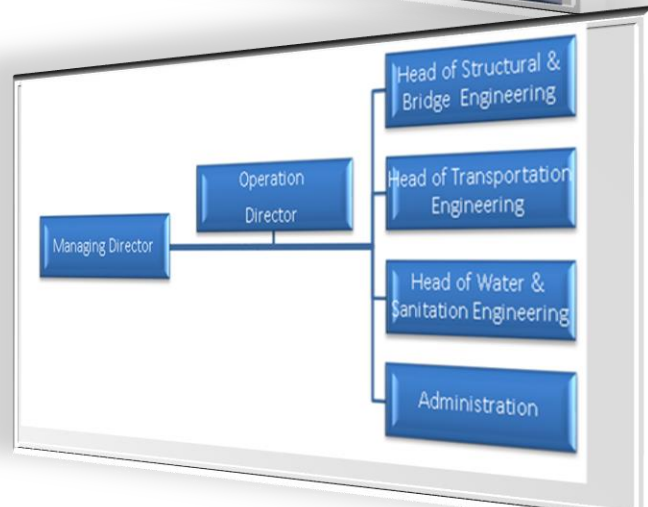 Managing Director
Operation
Director
Head of Structural &
Bridge Engineering
Head of Transportation
Engineering
Head of Water &
Sanitation Engineering
Administration